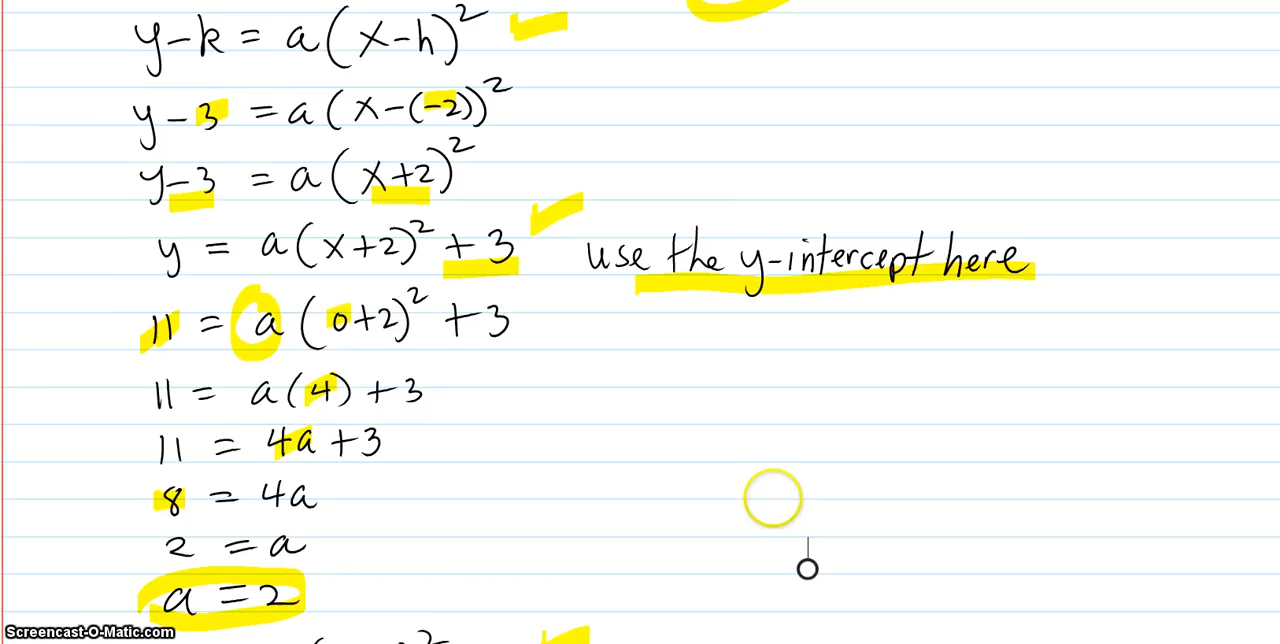 y-k = a(x-h)²
y-3 = a(x-(-2))²
y-3 = a(x+2)²
y = a(x+2)² + 3 use the y-intercept here
11 = a(0+2)² + 3
11 = a(4) + 3
11 = 4a + 3
8 = 4a
2 = a
a = 2
Screencast-O-Matic.com